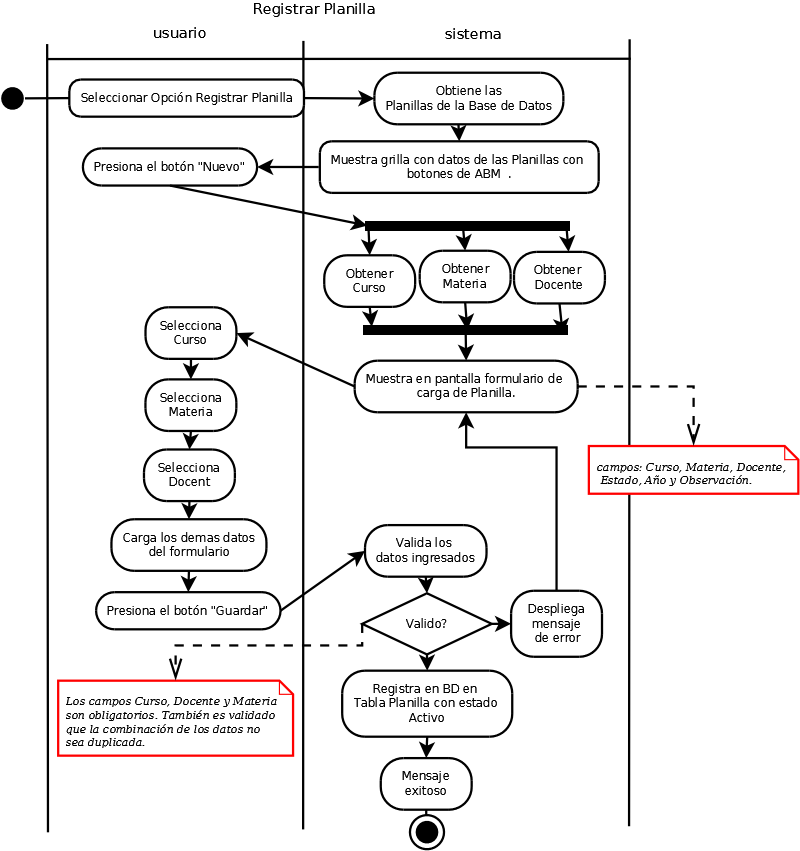 Registrar Planilla
usuario
sistema
Seleccionar Opción Registrar Planilla
Obtiene las
Planillas de la Base de Datos
Muestra grilla con datos de las Planillas con
botones de ABM .
Presiona el botón "Nuevo"
Obtener
Curso
Obtener
Materia
Obtener
Docente
Muestra en pantalla formulario de
carga de Planilla.
campos: Curso, Materia, Docente,
Estado, Año y Observación.
Selecciona
Curso
Selecciona
Materia
Selecciona
Docent
Carga los demas datos
del formulario
Presiona el botón "Guardar"
Valida los
datos ingresados
Valido?
Despliega
mensaje
de error
Los campos Curso, Docente y Materia
son obligatorios. También es validado
que la combinación de los datos no
sea duplicada.
Registra en BD en
Tabla Planilla con estado
Activo
Mensaje
exitoso